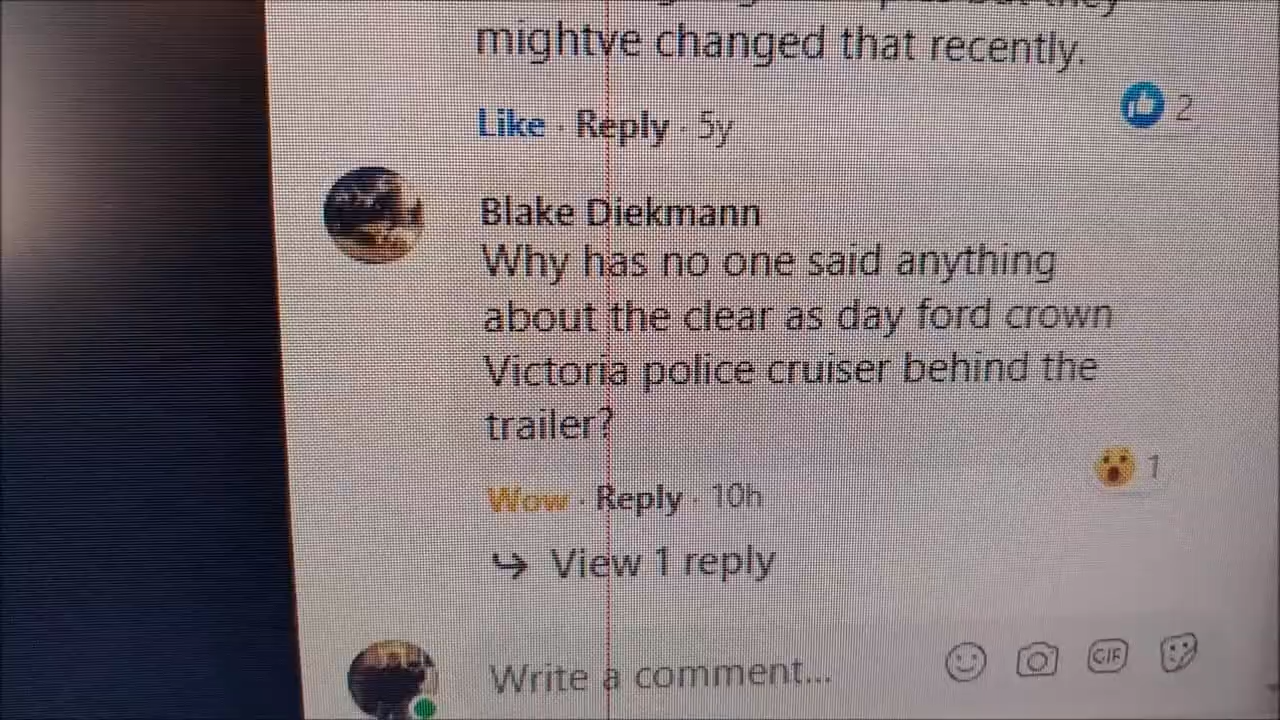 mightve changed that recently.
Like · Reply · 5y
2
Blake Diekmann
Why has no one said anything
about the clear as day ford crown
Victoria police cruiser behind the
trailer?
1
Wow · Reply · 10h
View 1 reply
Write a comment...
GIF